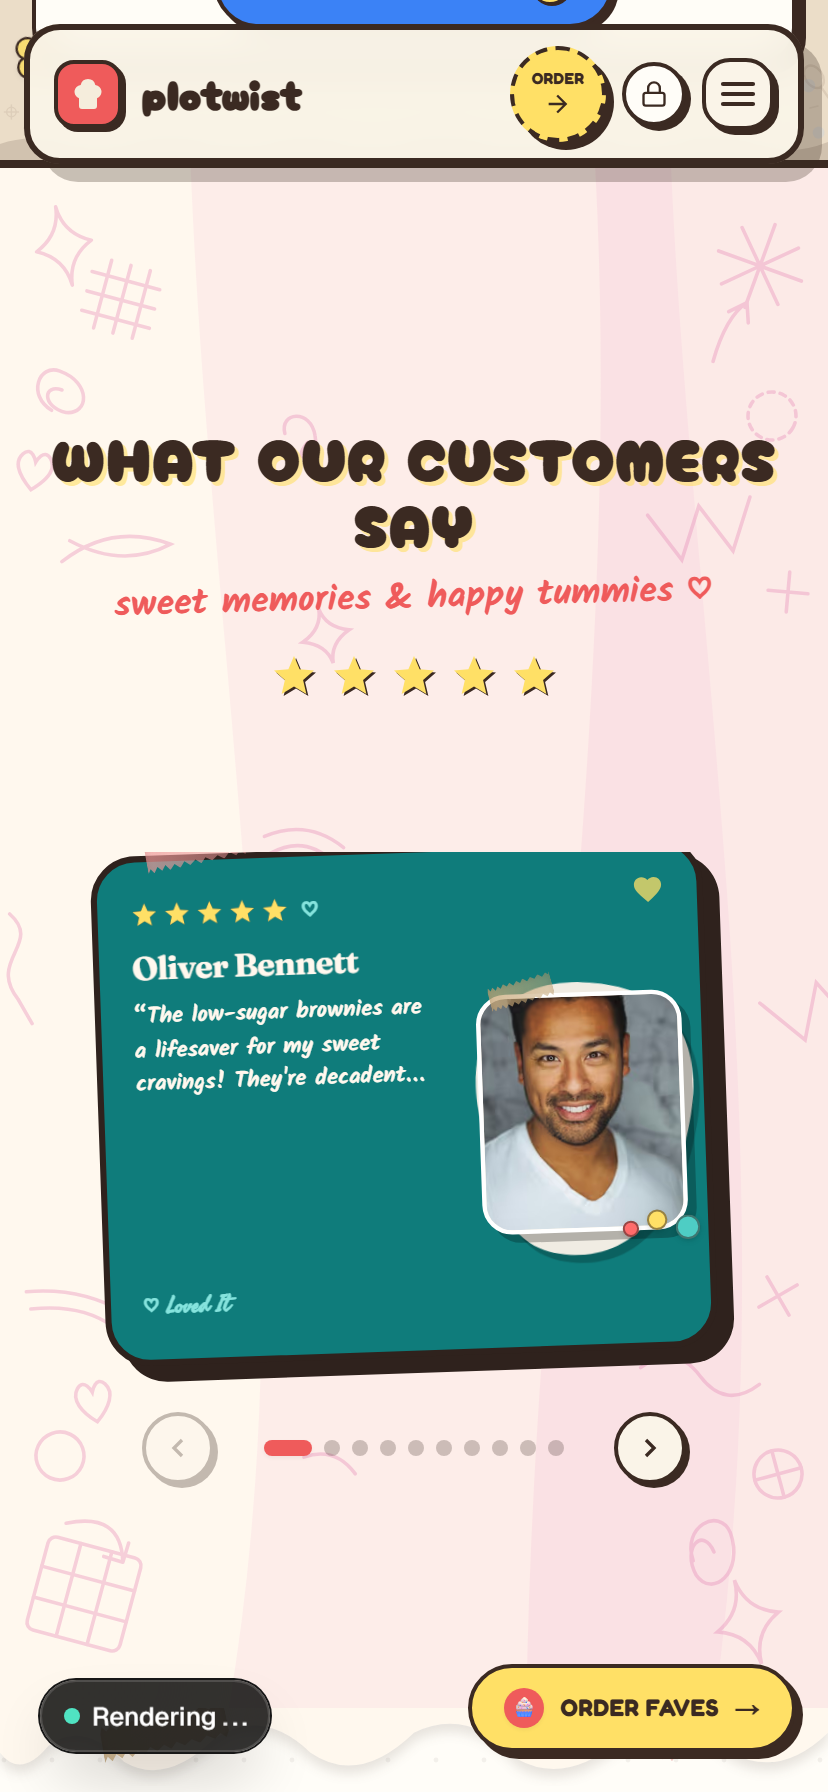 plotwist
ORDER
→
WHAT OUR CUSTOMERS
SAY
sweet memories & happy tummies ♡
Oliver Bennett
“The low-sugar brownies are
a lifesaver for my sweet
cravings! They're decadent...
♡ Loved It
Rendering ...
ORDER FAVES →